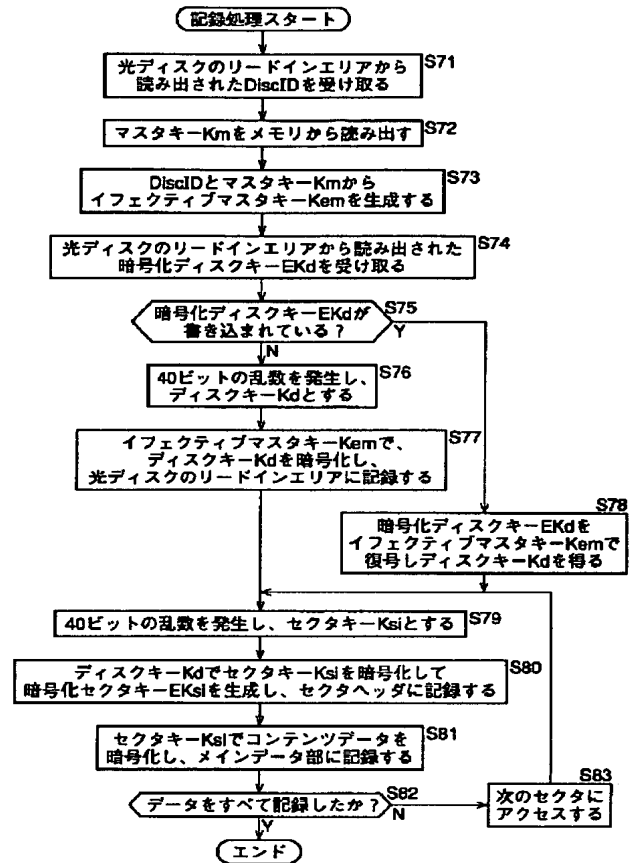 記録処理スタート
S71
光ディスクのリードインエリアから
読み出されたDiscIDを受け取る
S72
マスタキーKmをメモリから読み出す
S73
DiscIDとマスタキーKmから
イフェクティブマスタキーKemを生成する
S74
光ディスクのリードインエリアから読み出された
暗号化ディスクキーEKdを受け取る
S75
暗号化ディスクキーEKdが
書き込まれている？
Y
N
S76
40ビットの乱数を発生し、
ディスクキーKdとする
S77
イフェクティブマスタキーKemで、
ディスクキーKdを暗号化し、
光ディスクのリードインエリアに記録する
S78
暗号化ディスクキーEKdを
イフェクティブマスタキーKemで
復号しディスクキーKdを得る
S79
40ビットの乱数を発生し、セクタキーKsiとする
S80
ディスクキーKdでセクタキーKsiを暗号化して
暗号化セクタキーEKsiを生成し、セクタヘッダに記録する
S81
セクタキーKsiでコンテンツデータを
暗号化し、メインデータ部に記録する
S82
データをすべて記録したか？
N
Y
S83
次のセクタに
アクセスする
エンド